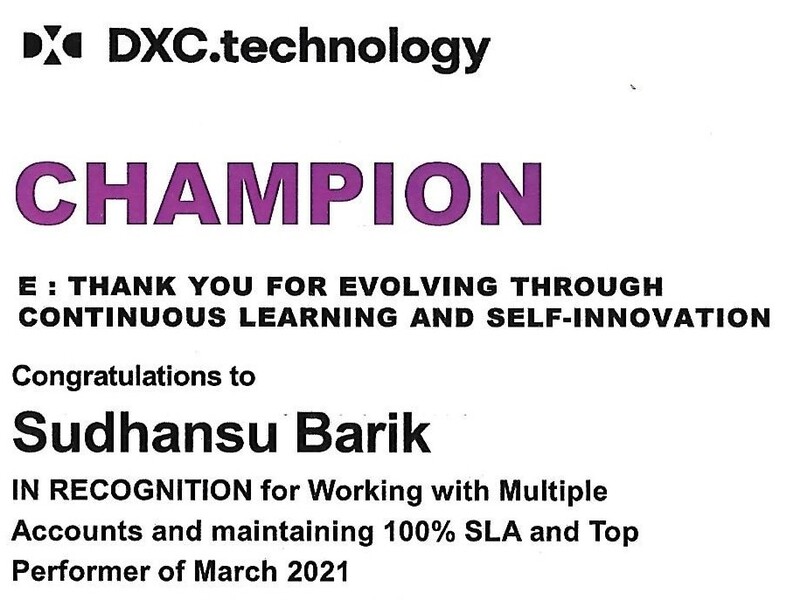 DXC.technology
CHAMPION
E : THANK YOU FOR EVOLVING THROUGH
CONTINUOUS LEARNING AND SELF-INNOVATION
Congratulations to
Sudhansu Barik
IN RECOGNITION for Working with Multiple
Accounts and maintaining 100% SLA and Top
Performer of March 2021